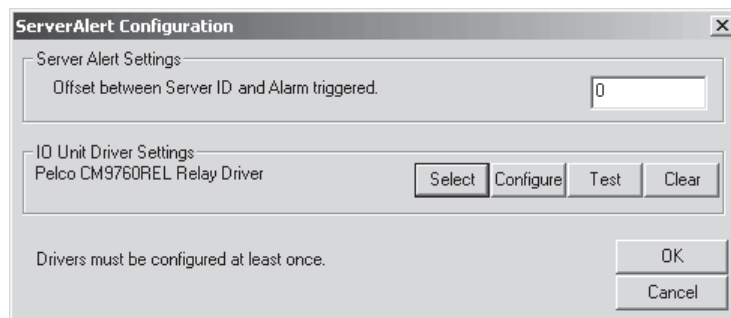 ServerAlert Configuration
Server Alert Settings
Offset between Server ID and Alarm triggered.
0
IO Unit Driver Settings
Pelco CM9760REL Relay Driver
Select Configure Test Clear
Drivers must be configured at least once.
OK
Cancel